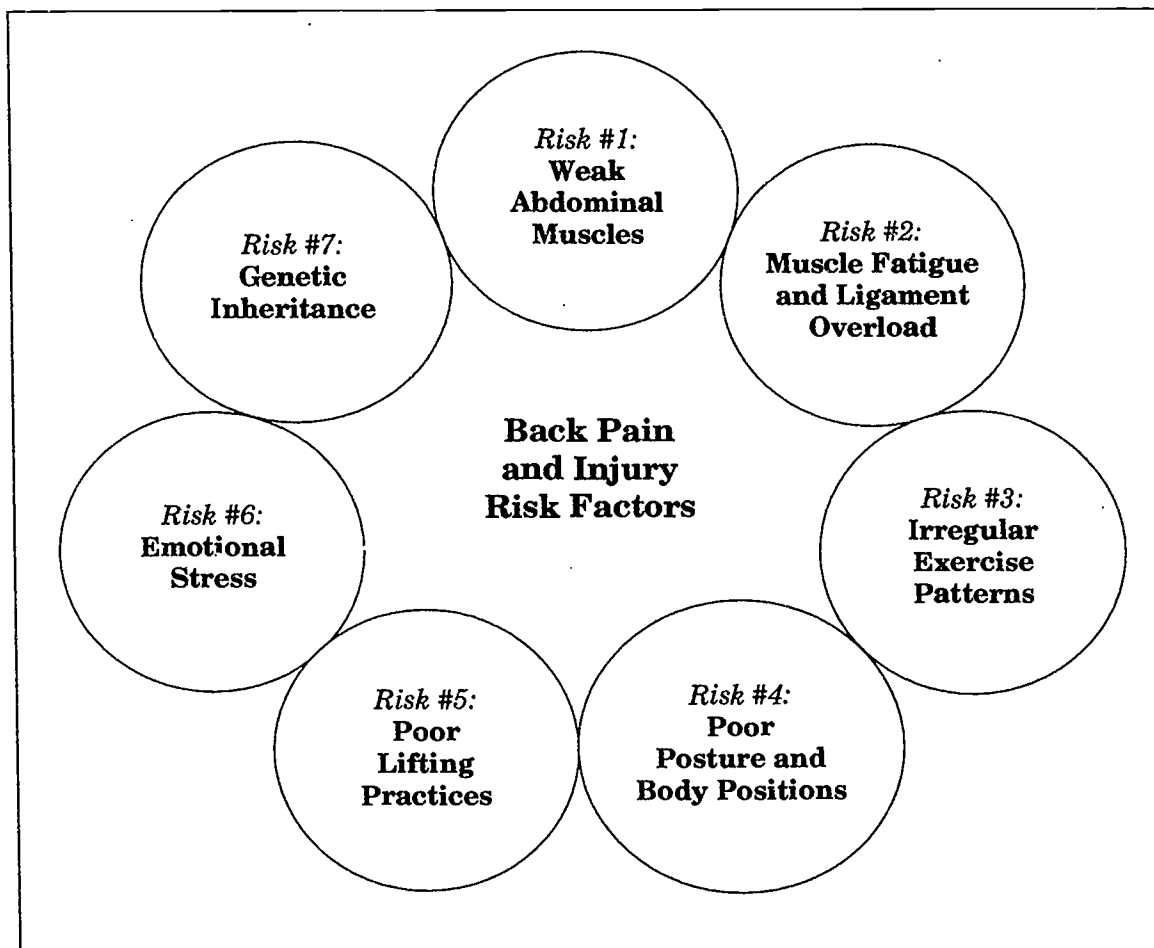 Risk #1:
Weak
Abdominal
Muscles
Risk #2:
Muscle Fatigue
and Ligament
Overload
Risk #3:
Irregular
Exercise
Patterns
Risk #4:
Poor
Posture and
Body Positions
Risk #5:
Poor
Lifting
Practices
Risk #6:
Emotional
Stress
Risk #7:
Genetic
Inheritance
Back Pain
and Injury
Risk Factors